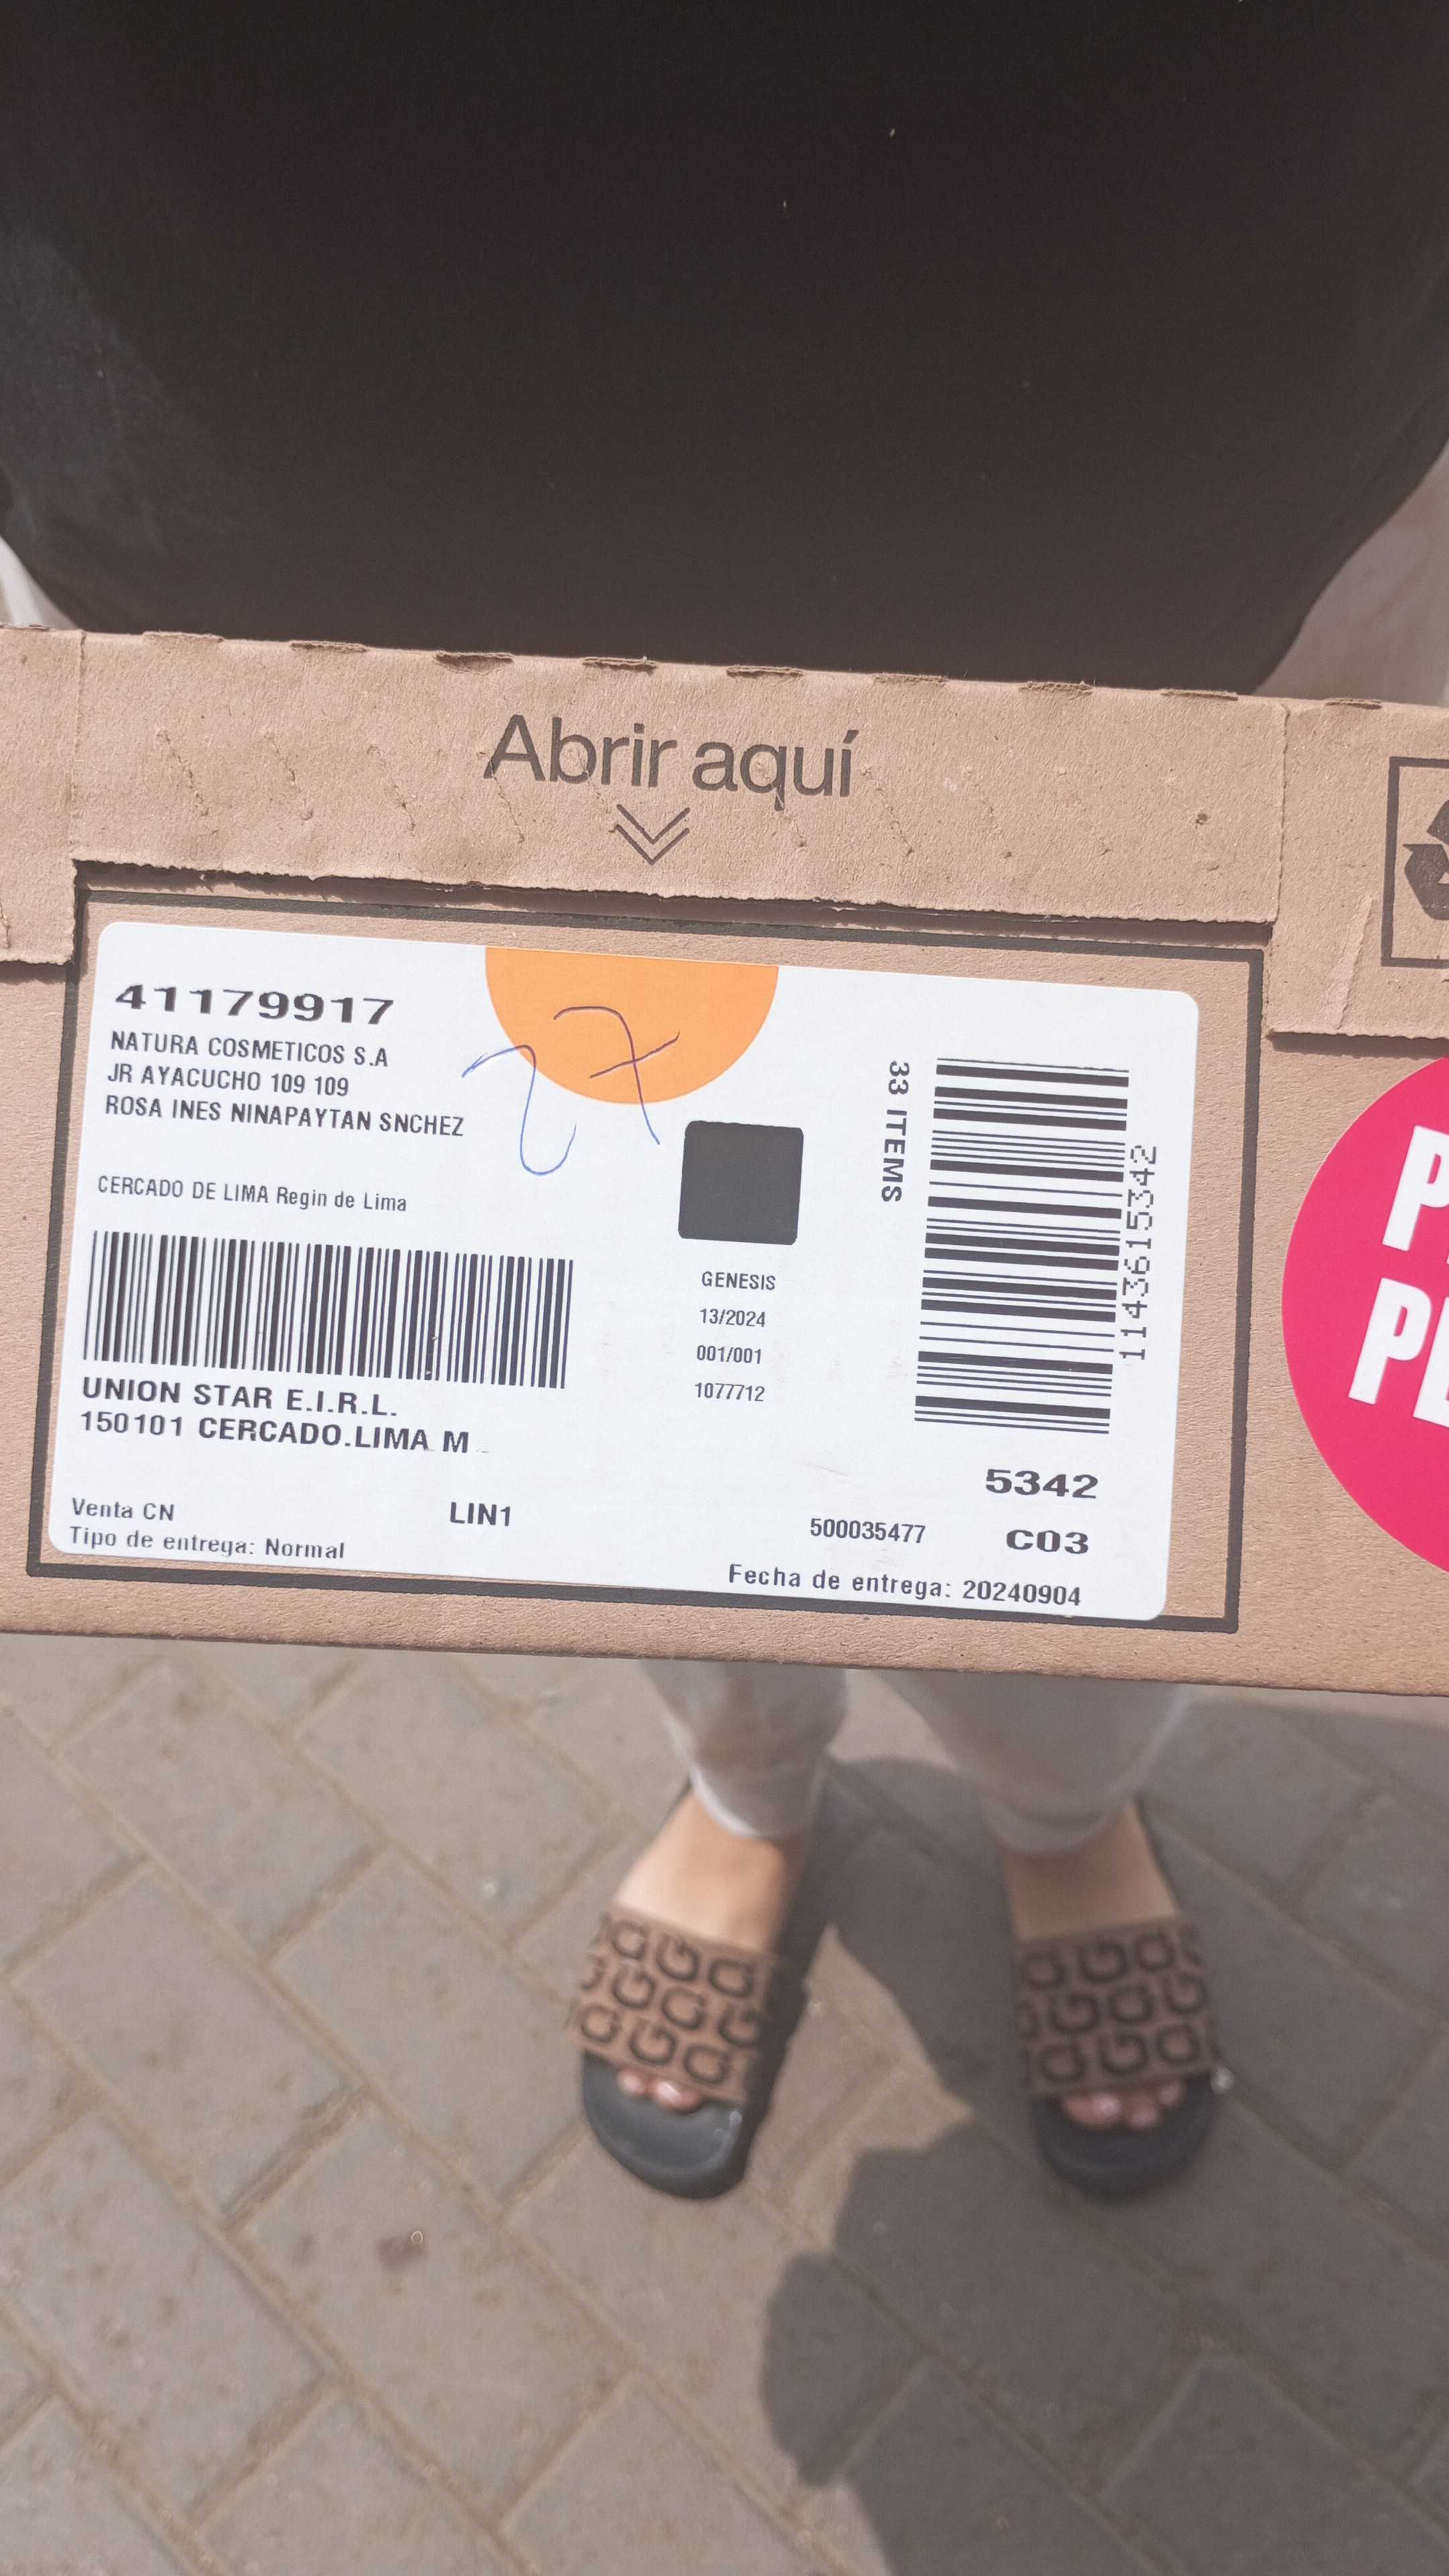 Abrir aquí
41179917
NATURA COSMETICOS S.A
JR AYACUCHO 109 109
ROSA INES NINAPAYTAN SNCHEZ
CERCADO DE LIMA Regin de Lima
27
33 ITEMS
1143615342
GENESIS
13/2024
001/001
1077712
UNION STAR E.I.R.L.
150101 CERCADO.LIMA M
5342
Venta CN
LIN1
500035477
C03
Tipo de entrega: Normal
Fecha de entrega: 20240904